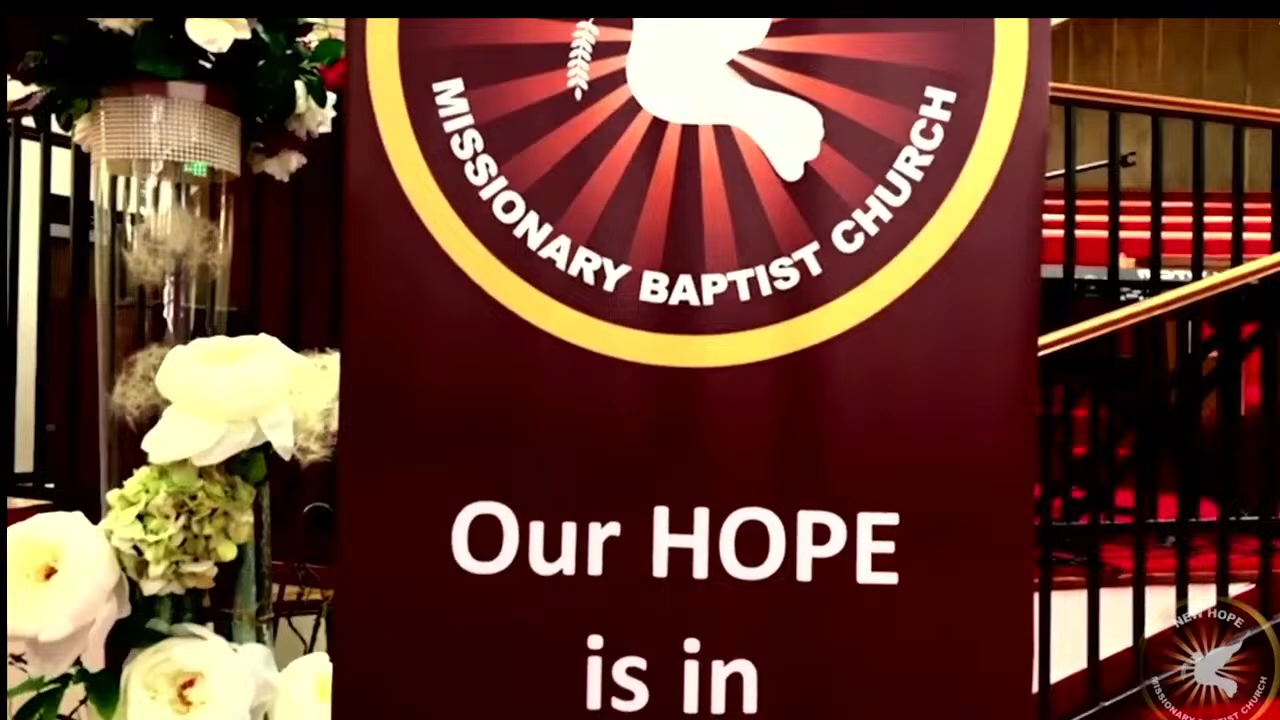 MISSIONARY BAPTIST CHURCH
Our HOPE
is in
NEW HOPE
MISSIONARY BAPTIST CHURCH